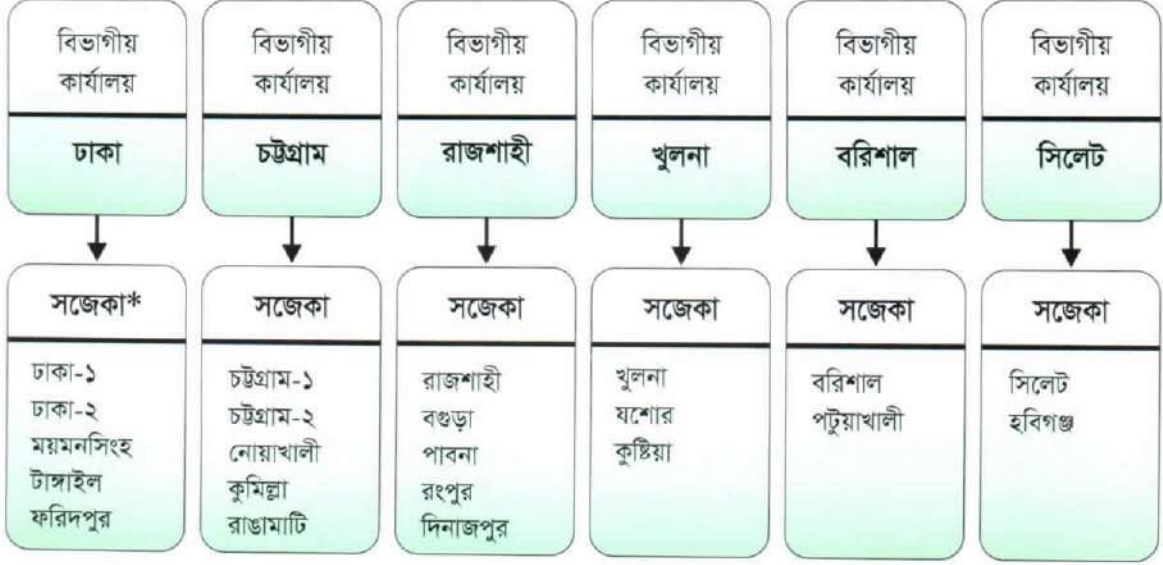 বিভাগীয়
কার্যালয়
ঢাকা
বিভাগীয়
কার্যালয়
চট্টগ্রাম
বিভাগীয়
কার্যালয়
রাজশাহী
বিভাগীয়
কার্যালয়
খুলনা
বিভাগীয়
কার্যালয়
বরিশাল
বিভাগীয়
কার্যালয়
সিলেট
সজেকা*
ঢাকা-১
ঢাকা-২
ময়মনসিংহ
টাঙ্গাইল
ফরিদপুর
সজেকা
চট্টগ্রাম-১
চট্টগ্রাম-২
নোয়াখালী
কুমিল্লা
রাঙামাটি
সজেকা
রাজশাহী
বগুড়া
পাবনা
রংপুর
দিনাজপুর
সজেকা
খুলনা
যশোর
কুষ্টিয়া
সজেকা
বরিশাল
পটুয়াখালী
সজেকা
সিলেট
হবিগঞ্জ